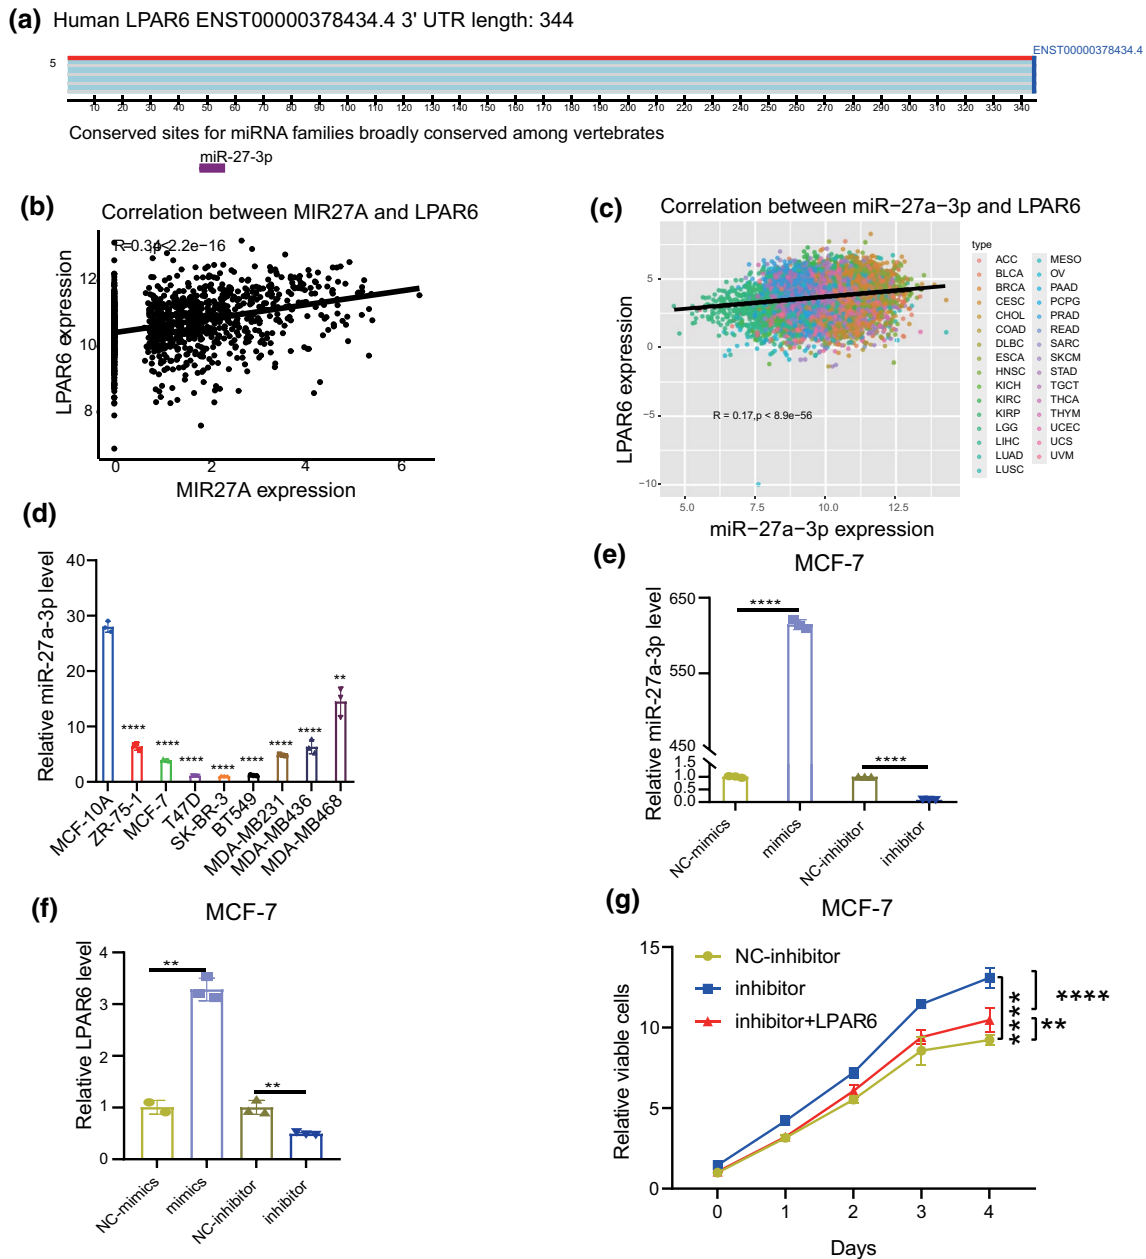 (a) Human LPAR6 ENST00000378434.4 3' UTR length: 344
ENST00000378434.4
5
10 20 30 40 50 60 70 80 90 100 110 120 130 140 150 160 170 180 190 200 210 220 230 240 250 260 270 280 290 300 310 320 330 340
Conserved sites for miRNA families broadly conserved among vertebrates
miR-27-3p
(b)
Correlation between MIR27A and LPAR6
R=0.34p<2.2e−16
LPAR6 expression
12
10
8
0 2 4 6
MIR27A expression
(c)
Correlation between miR−27a−3p and LPAR6
LPAR6 expression
5
0
−5
−10
R = 0.17,p < 8.9e−56
5.0 7.5 10.0 12.5
miR−27a−3p expression
type
ACC MESO
BLCA OV
BRCA PAAD
CESC PCPG
CHOL PRAD
COAD READ
DLBC SARC
ESCA SKCM
HNSC STAD
KICH TGCT
KIRC THCA
KIRP THYM
LGG UCEC
LIHC UCS
LUAD UVM
LUSC
(d)
Relative miR-27a-3p level
40
30
20
10
0
**** **** **** **** **** **** **** **
MCF-10A
ZR-75-1
MCF-7
T47D
SK-BR-3
BT549
MDA-MB231
MDA-MB436
MDA-MB468
(e)
MCF-7
Relative miR-27a-3p level
650
550
450
1.5
1.0
0.5
0.0
****
****
NC-mimics
mimics
NC-inhibitor
inhibitor
(f)
MCF-7
Relative LPAR6 level
4
3
2
1
0
**
**
NC-mimics
mimics
NC-inhibitor
inhibitor
(g)
MCF-7
Relative viable cells
15
10
5
0
NC-inhibitor
inhibitor
inhibitor+LPAR6
****
****
**
0 1 2 3 4
Days